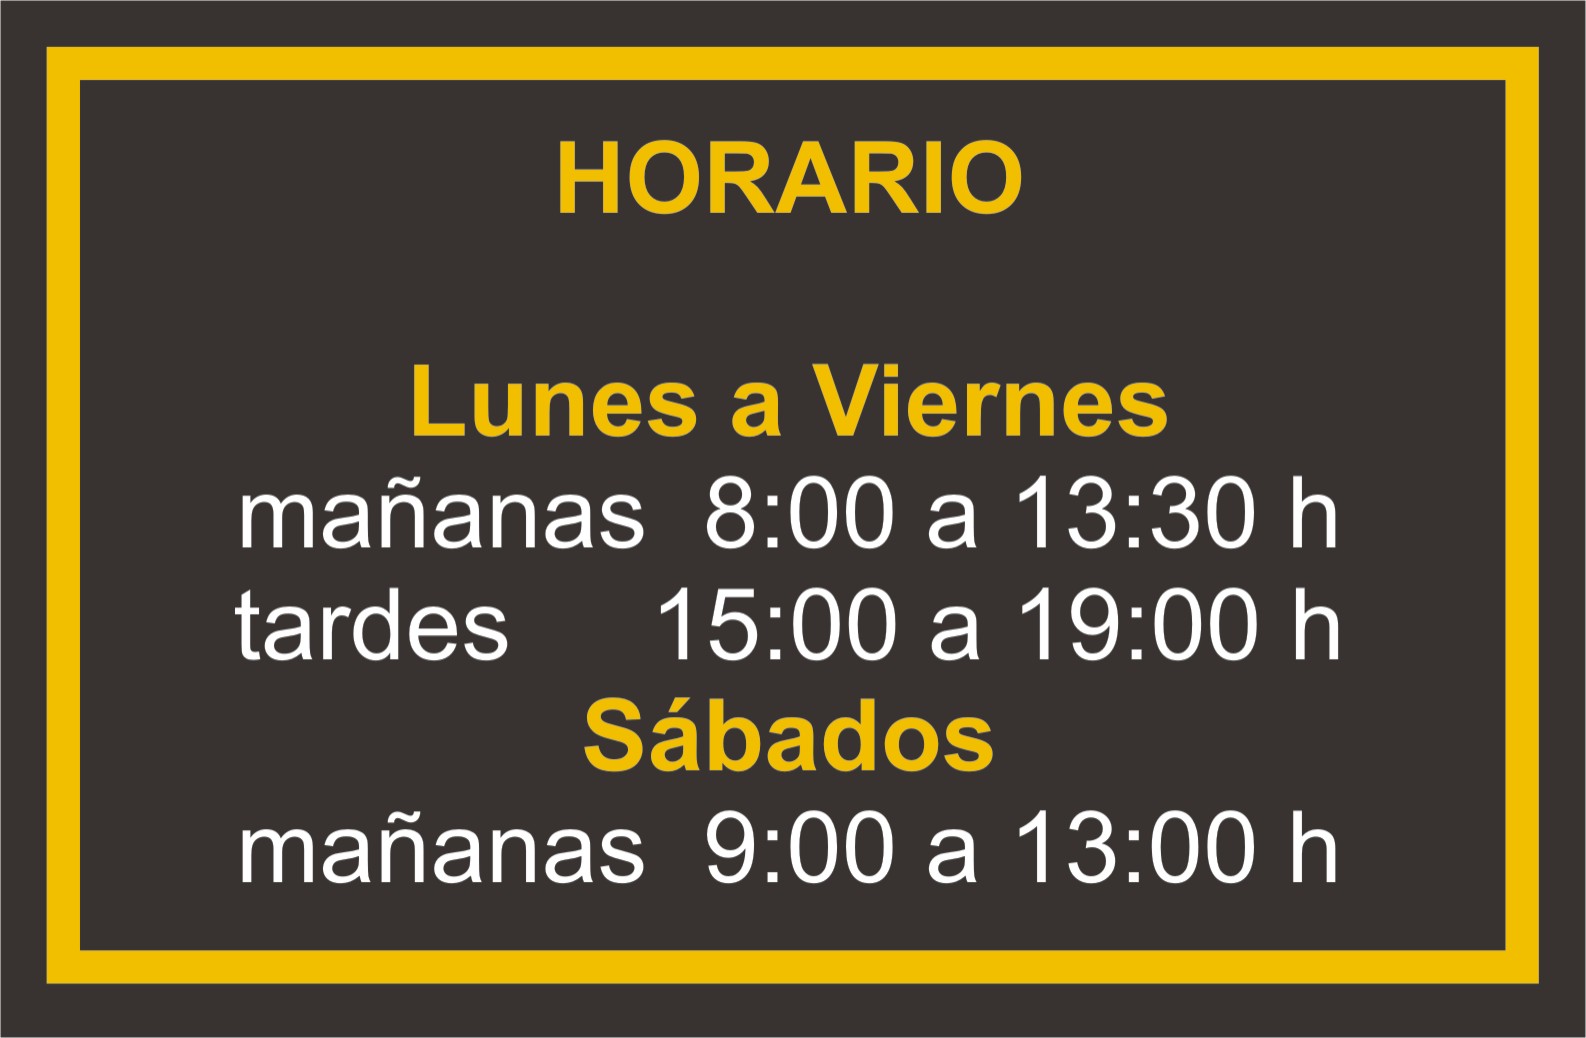 HORARIO
Lunes a Viernes
mañanas 8:00 a 13:30 h
tardes 15:00 a 19:00 h
Sábados
mañanas 9:00 a 13:00 h